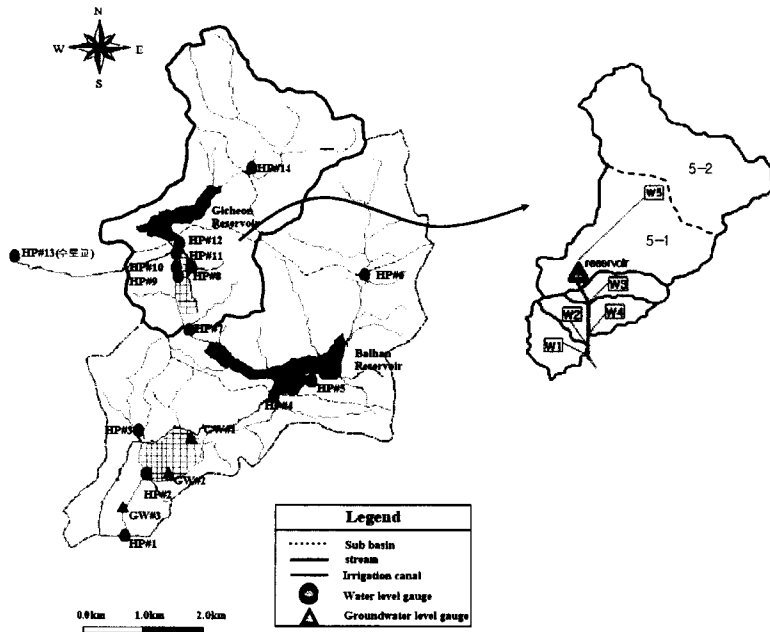 N
W E
S
HP#14
Gicheon
Reservoir
HP#12
HP#13(수로교)
HP#11
HP#10
HP#8
HP#9
HP#6
HP#7
Balhan
Reservoir
HP#5
HP#4
HP#3
GW#1
GW#2
HP#2
GW#3
HP#1
5-2
W5
5-1
reservoir
W3
W2
W4
W1
Legend
Sub basin
stream
Irrigation canal
Water level gauge
Groundwater level gauge
0.0km 1.0km 2.0km